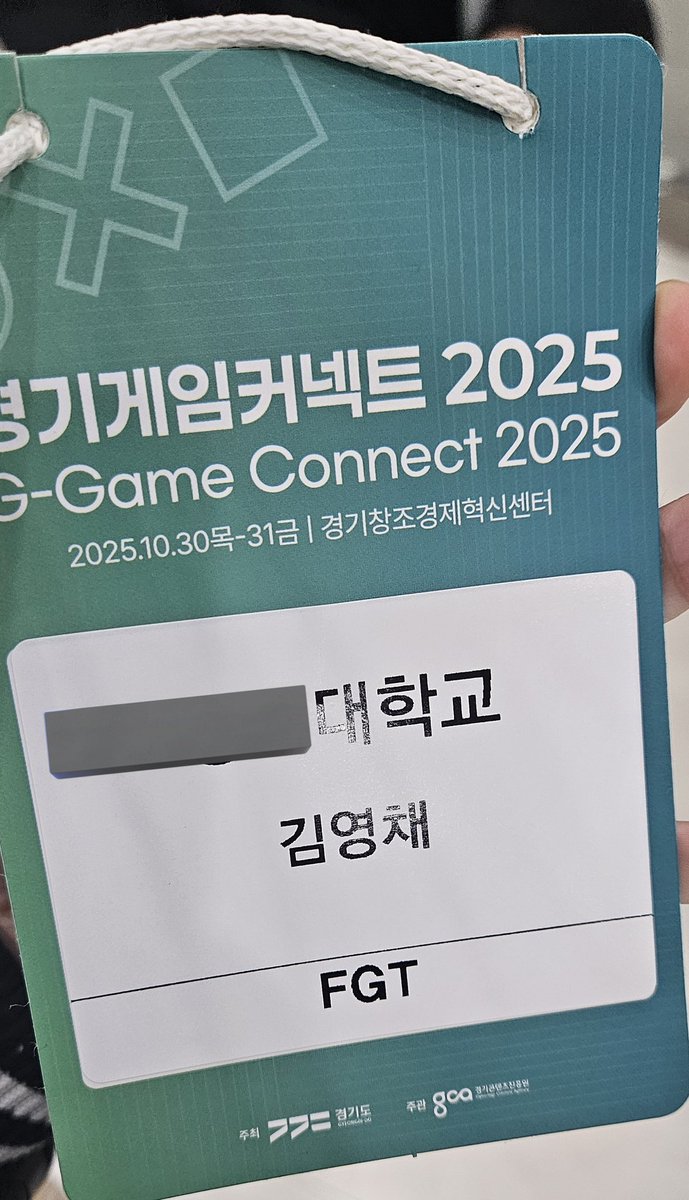 경기게임커넥트 2025
G-Game Connect 2025
2025.10.30목-31금 | 경기창조경제혁신센터
대학교
김영채
FGT
주최 경기도
주관 gca 경기콘텐츠진흥원